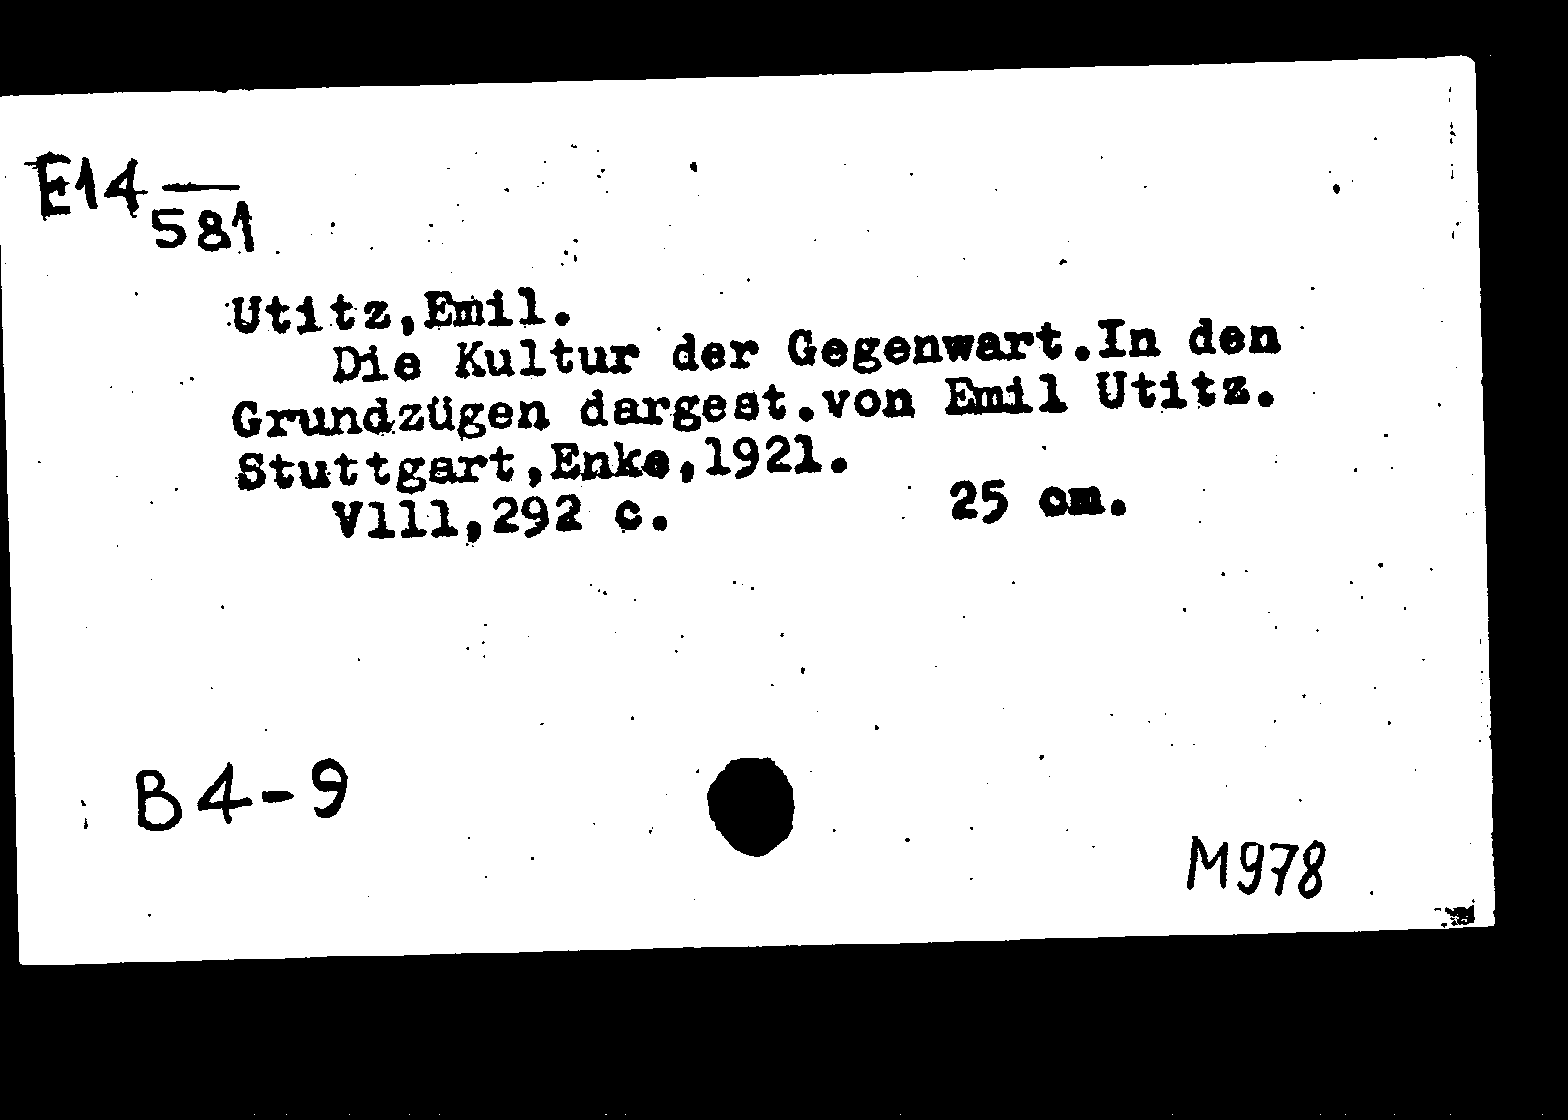 E14 —
581
Utitz,Emil.
Die Kultur der Gegenwart.In den
Grundzügen dargest.von Emil Utitz.
Stuttgart,Enke,1921.
Vlll,292 c. 25 cm.
B4-9
M978